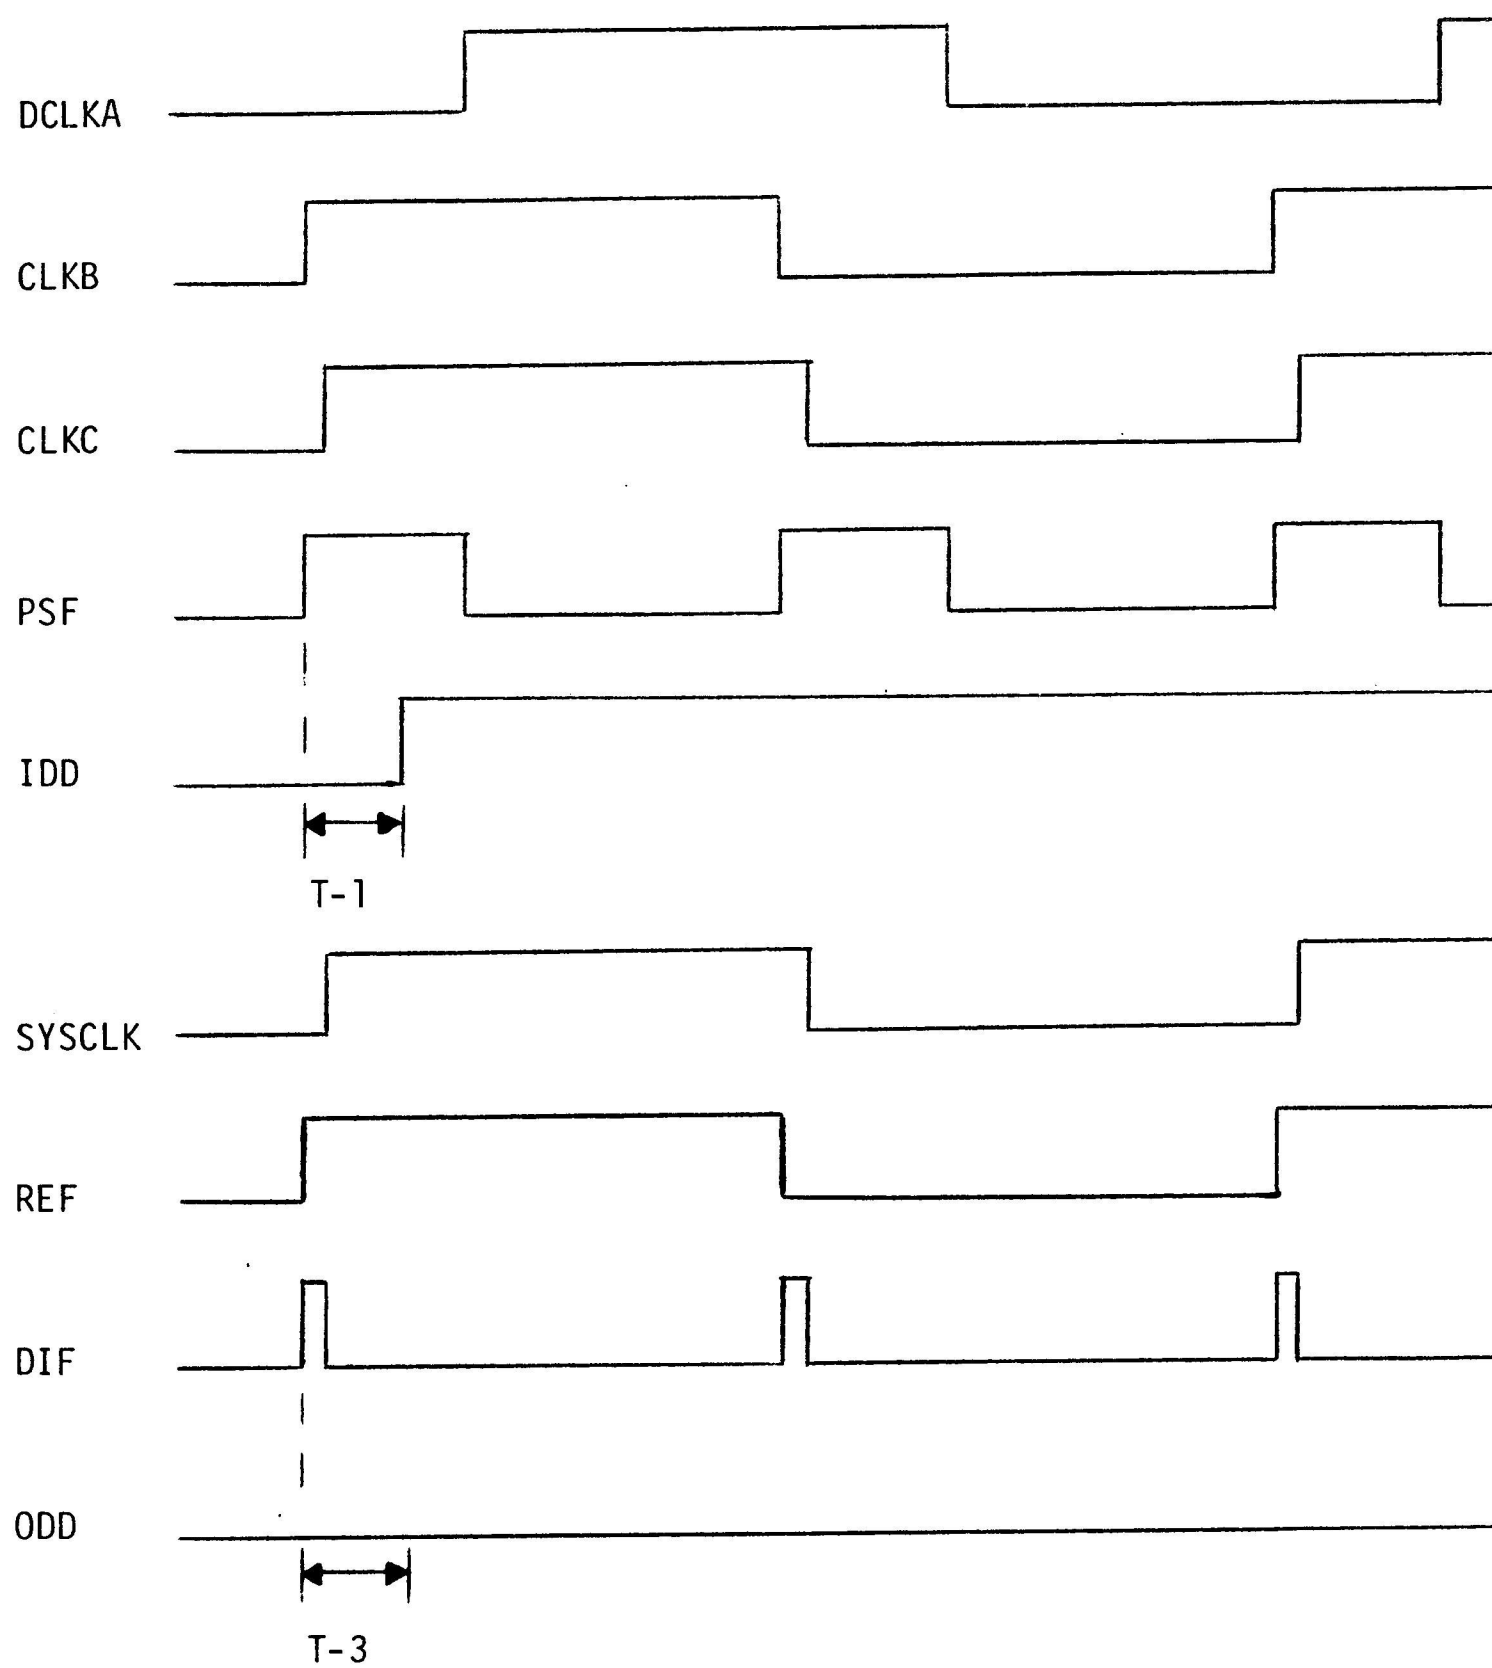 DCLKA
CLKB
CLKC
PSF
IDD
T-1
SYSCLK
REF
DIF
ODD
T-3